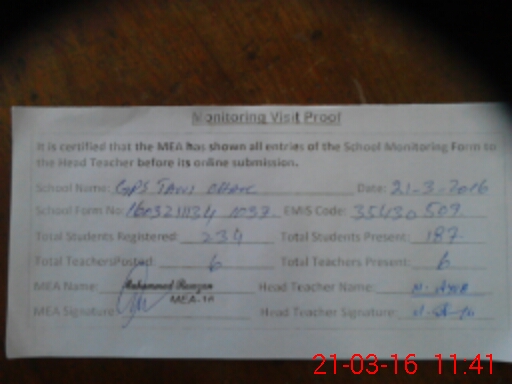 Monitoring Visit Proof
It is certified that the MEA has shown all entries of the School Monitoring Form to
the Head Teacher before its online submission.
School Name: GPS Date: 21-3-2016
School Form No: EMIS Code: 35430509
Total Students Registered: 234 Total Students Present: 187
Total TeachersPosted: 6 Total Teachers Present: 6
MEA Name: Muhammad Ramzan Head Teacher Name:
MEA-16
MEA Signature: Head Teacher Signature:
21-03-16 11:41